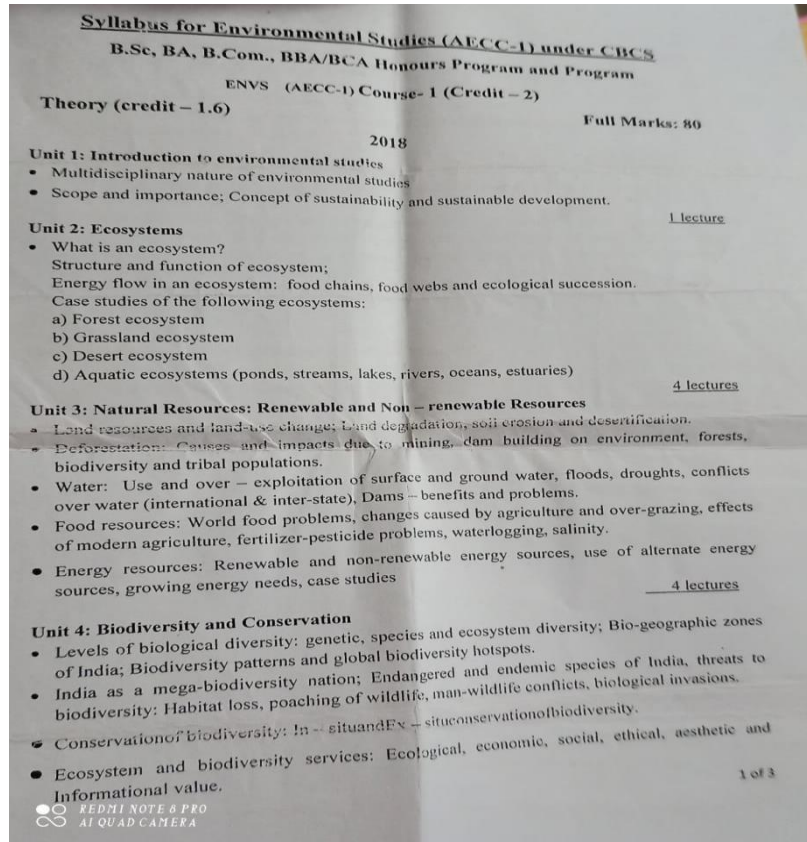 Syllabus for Environmental Studies (AECC-1) under CBCS
B.Sc, BA, B.Com., BBA/BCA Honours Program and Program
ENVS (AECC-1) Course- 1 (Credit – 2)
Theory (credit – 1.6)
Full Marks: 80
2018
Unit 1: Introduction to environmental studies
• Multidisciplinary nature of environmental studies
• Scope and importance; Concept of sustainability and sustainable development.
1 lecture
Unit 2: Ecosystems
• What is an ecosystem?
Structure and function of ecosystem;
Energy flow in an ecosystem: food chains, food webs and ecological succession.
Case studies of the following ecosystems:
a) Forest ecosystem
b) Grassland ecosystem
c) Desert ecosystem
d) Aquatic ecosystems (ponds, streams, lakes, rivers, oceans, estuaries)
4 lectures
Unit 3: Natural Resources: Renewable and Non – renewable Resources
• Land resources and land-use change; Land degradation, soil erosion and desertification.
• Deforestation: Causes and impacts due to mining, dam building on environment, forests,
biodiversity and tribal populations.
• Water: Use and over – exploitation of surface and ground water, floods, droughts, conflicts
over water (international & inter-state), Dams – benefits and problems.
• Food resources: World food problems, changes caused by agriculture and over-grazing, effects
of modern agriculture, fertilizer-pesticide problems, waterlogging, salinity.
• Energy resources: Renewable and non-renewable energy sources, use of alternate energy
sources, growing energy needs, case studies
4 lectures
Unit 4: Biodiversity and Conservation
• Levels of biological diversity: genetic, species and ecosystem diversity; Bio-geographic zones
of India; Biodiversity patterns and global biodiversity hotspots.
• India as a mega-biodiversity nation; Endangered and endemic species of India, threats to
biodiversity: Habitat loss, poaching of wildlife, man-wildlife conflicts, biological invasions.
• Conservationof biodiversity: In – situandEx – situconservationofbiodiversity.
• Ecosystem and biodiversity services: Ecological, economic, social, ethical, aesthetic and
Informational value.
1 of 3
REDMI NOTE 6 PRO
AI QUAD CAMERA